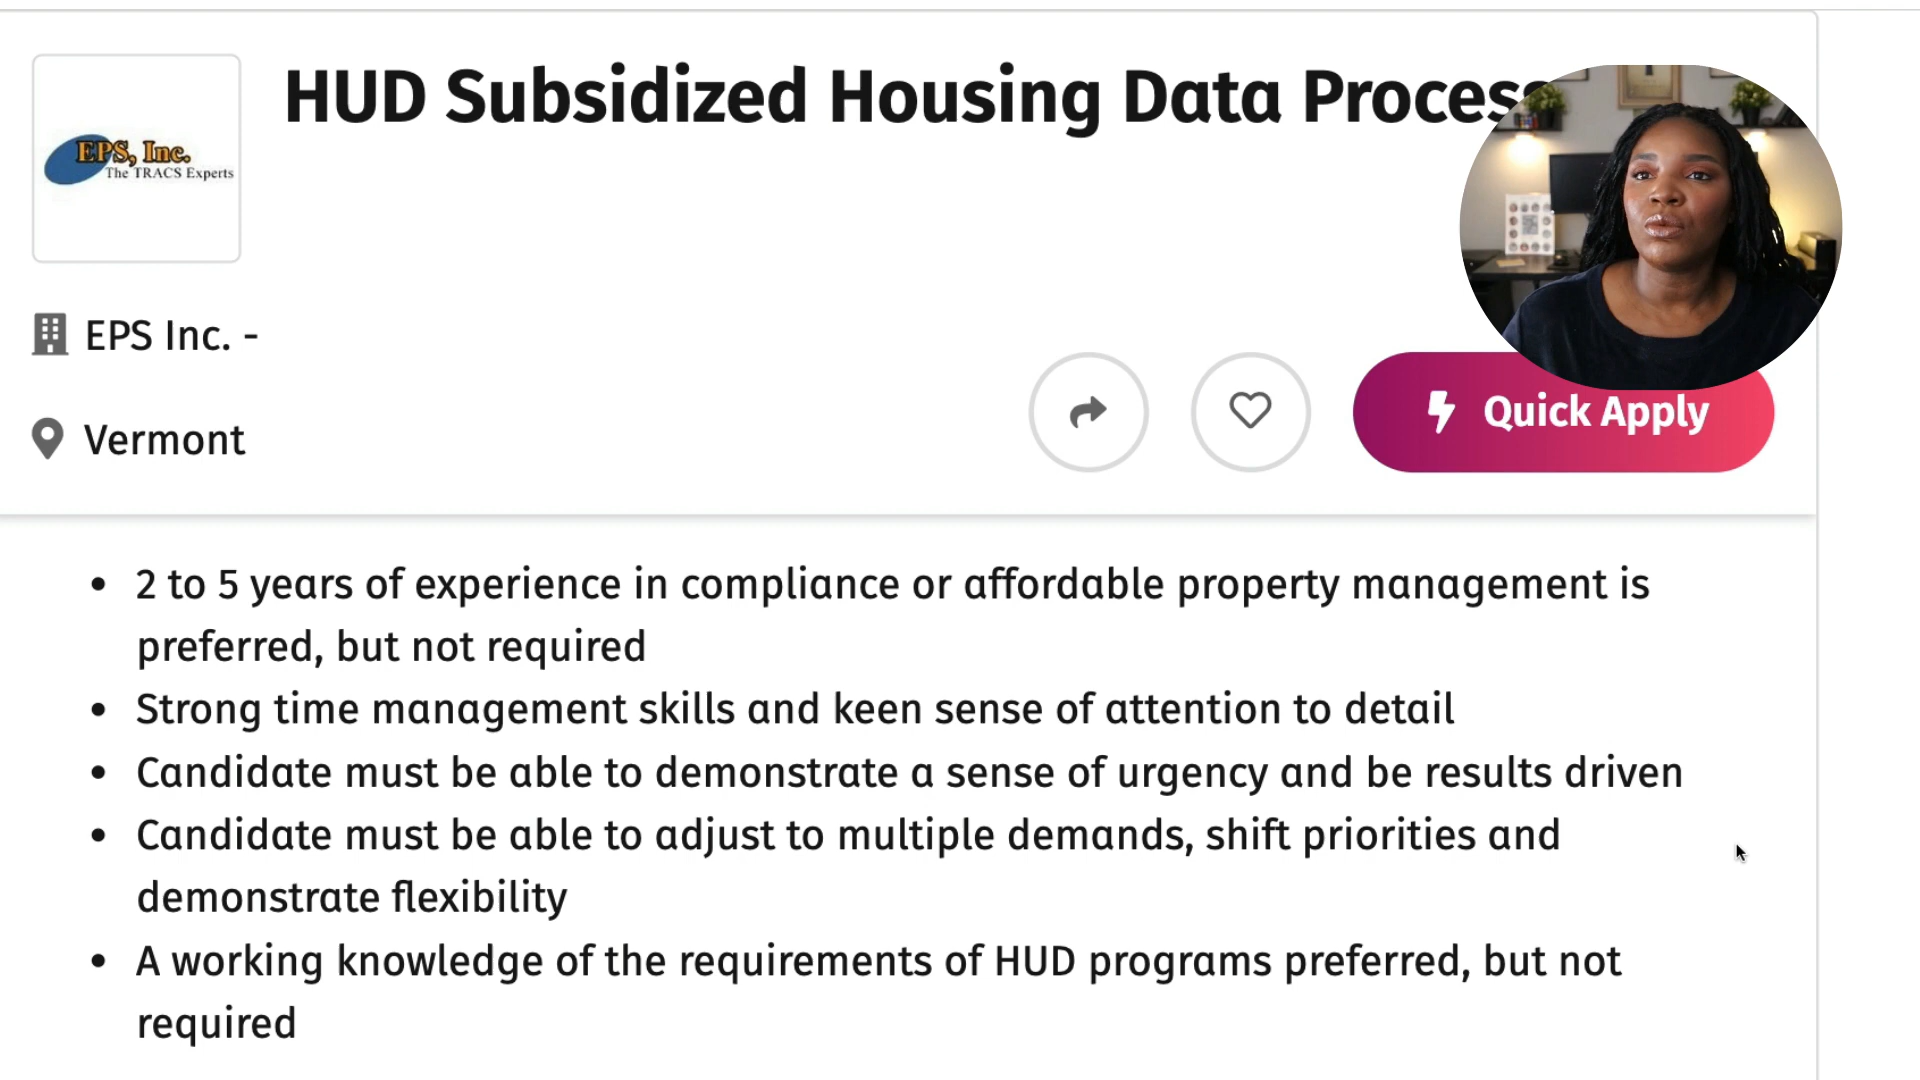 HUD Subsidized Housing Data Process
EPS, Inc.
The TRACS Experts
EPS Inc. -
Vermont
Quick Apply
• 2 to 5 years of experience in compliance or affordable property management is
preferred, but not required
• Strong time management skills and keen sense of attention to detail
• Candidate must be able to demonstrate a sense of urgency and be results driven
• Candidate must be able to adjust to multiple demands, shift priorities and
demonstrate flexibility
• A working knowledge of the requirements of HUD programs preferred, but not
required